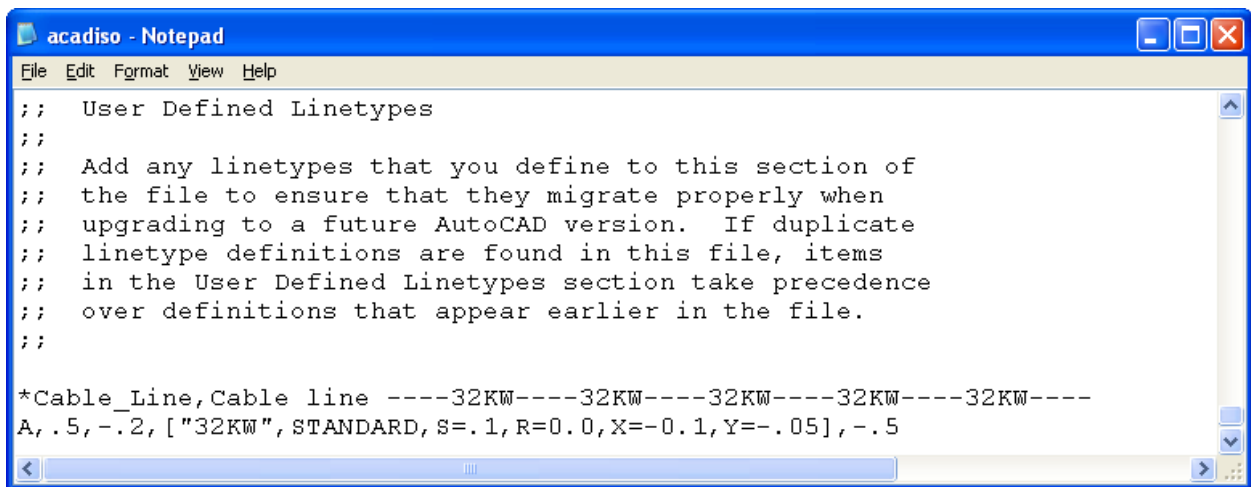 acadiso - Notepad
File Edit Format View Help
;; User Defined Linetypes
;;
;; Add any linetypes that you define to this section of
;; the file to ensure that they migrate properly when
;; upgrading to a future AutoCAD version.  If duplicate
;; linetype definitions are found in this file, items
;; in the User Defined Linetypes section take precedence
;; over definitions that appear earlier in the file.
;;
*Cable_Line,Cable line ----32KW----32KW----32KW----32KW----32KW----
A,.5,-.2,["32KW",STANDARD,S=.1,R=0.0,X=-0.1,Y=-.05],-.5